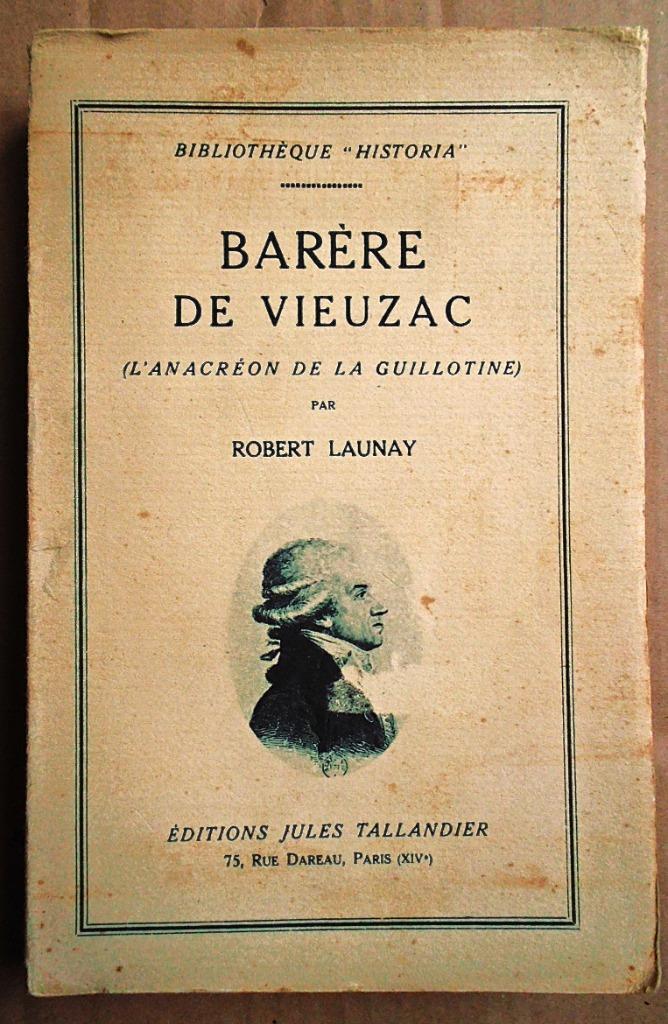 BIBLIOTHÈQUE "HISTORIA"
BARÈRE
DE VIEUZAC
(L'ANACRÉON DE LA GUILLOTINE)
PAR
ROBERT LAUNAY
ÉDITIONS JULES TALLANDIER
75, RUE DAREAU, PARIS (XIVᵉ)